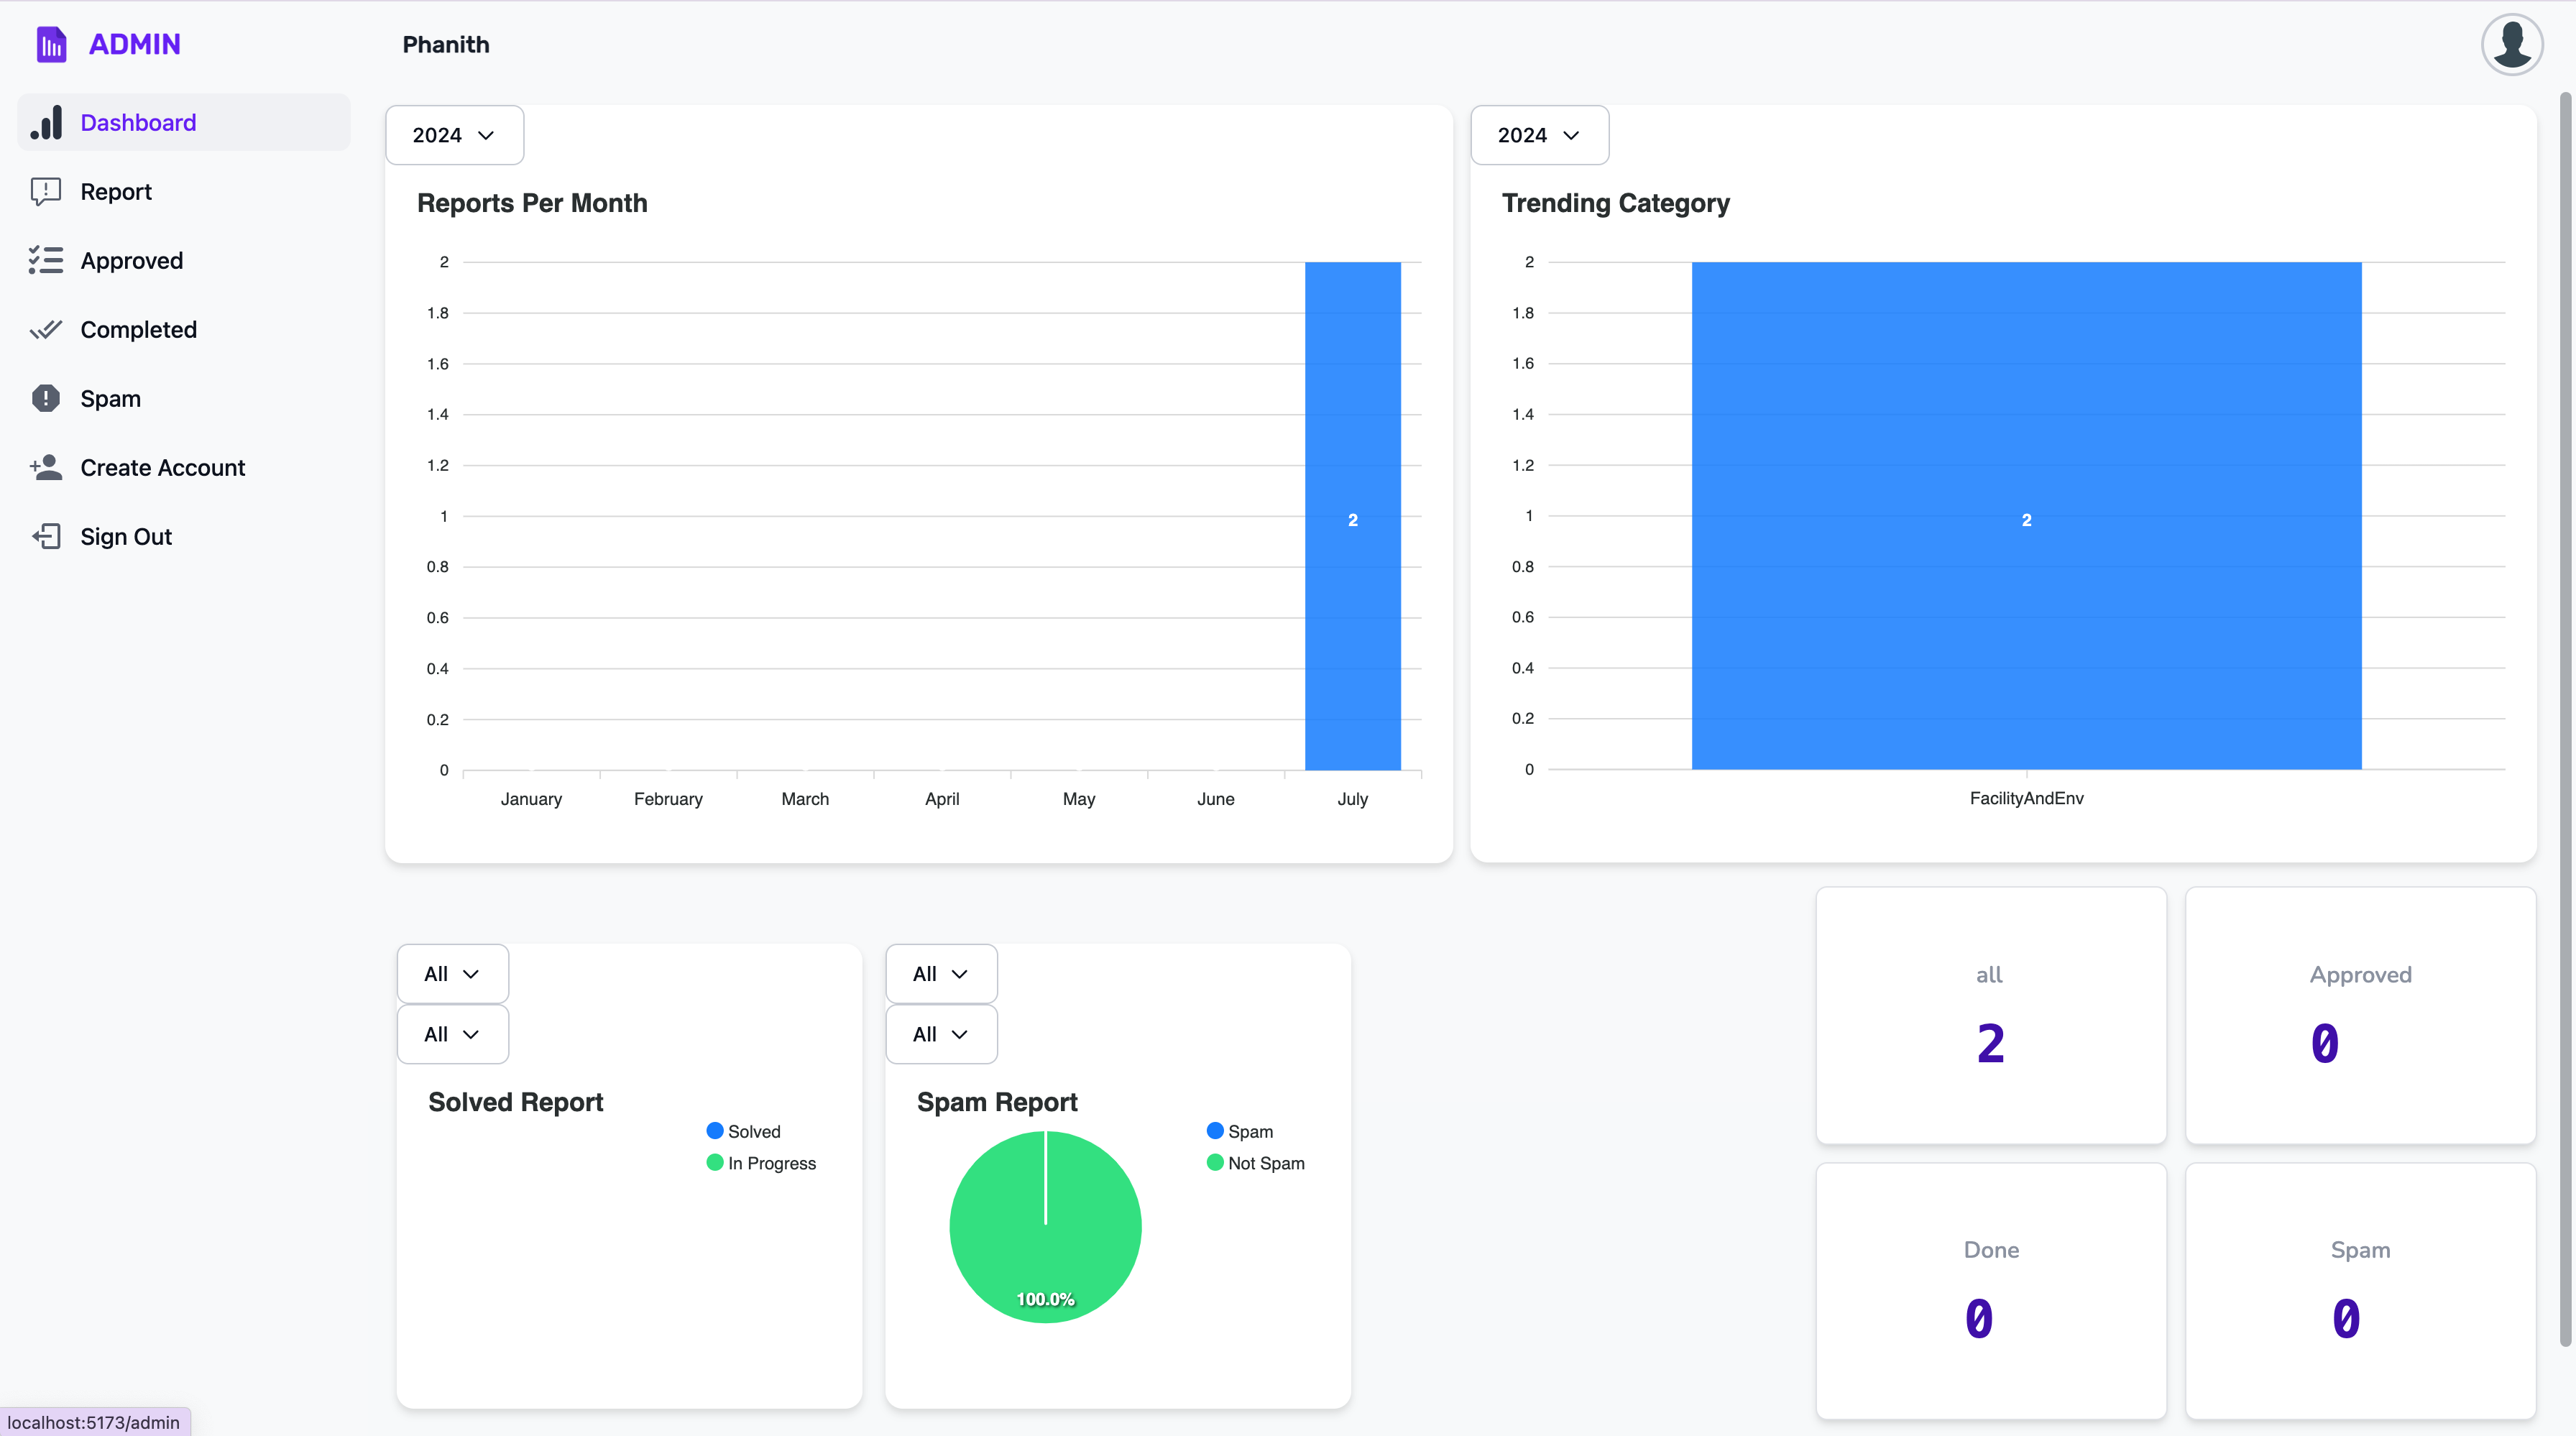 ADMIN
Phanith
Dashboard
Report
Approved
Completed
Spam
Create Account
Sign Out
2024
Reports Per Month
2
1.8
1.6
1.4
1.2
1
0.8
0.6
0.4
0.2
0
2
January February March April May June July
2024
Trending Category
2
1.8
1.6
1.4
1.2
1
0.8
0.6
0.4
0.2
0
2
FacilityAndEnv
All
All
Solved Report
Solved
In Progress
All
All
Spam Report
Spam
Not Spam
100.0%
all
2
Approved
0
Done
0
Spam
0
localhost:5173/admin